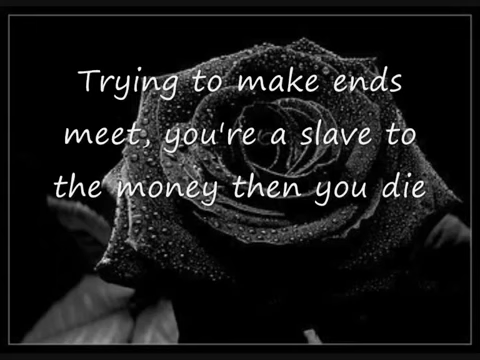 Trying to make ends
meet, you're a slave to
the money then you die